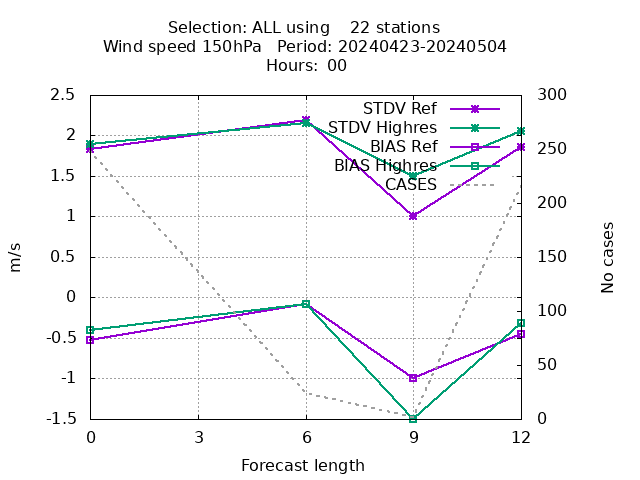 Selection: ALL using    22 stations
Wind speed 150hPa   Period: 20240423-20240504
Hours: 00
STDV Ref
STDV Highres
BIAS Ref
BIAS Highres
CASES
2.5
2
1.5
1
0.5
0
-0.5
-1
-1.5
m/s
300
250
200
150
100
50
0
No cases
0 3 6 9 12
Forecast length